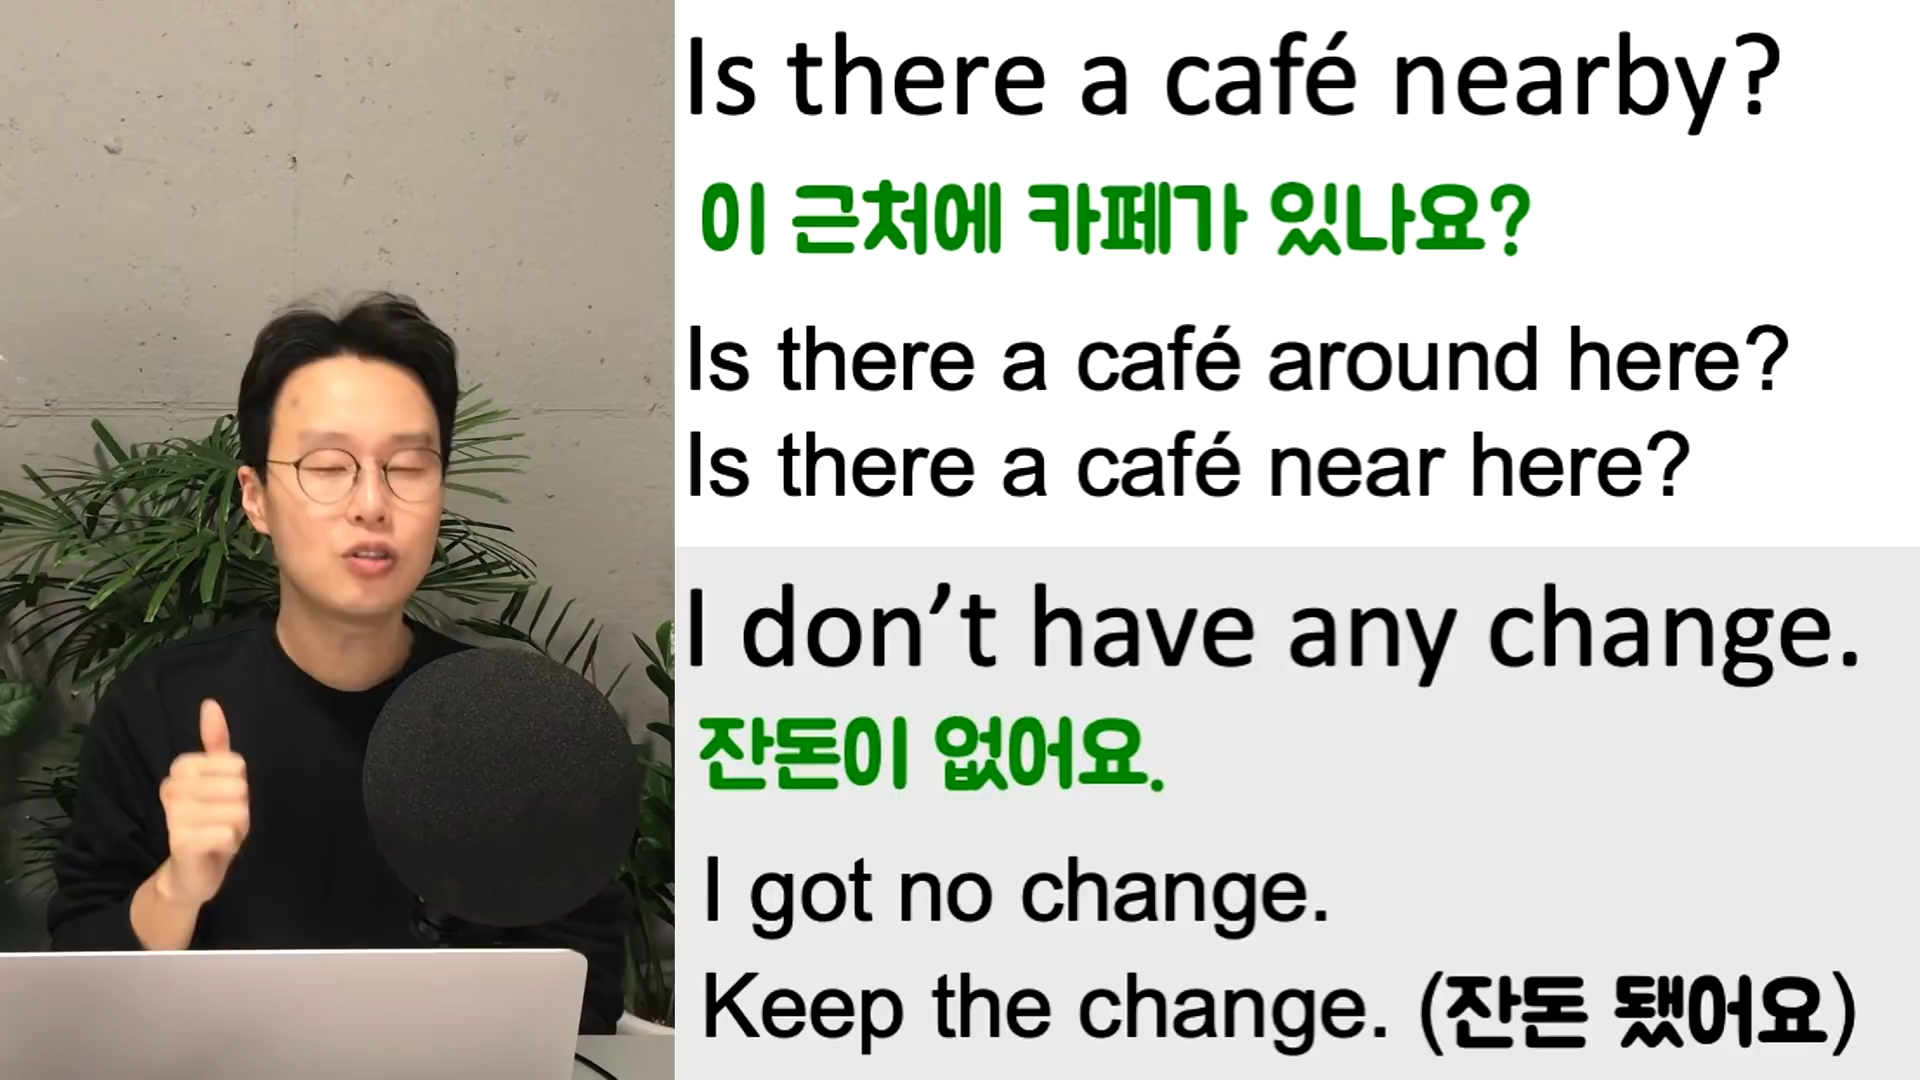 Is there a café nearby?
이 근처에 카페가 있나요?
Is there a café around here?
Is there a café near here?
I don’t have any change.
잔돈이 없어요.
I got no change.
Keep the change. (잔돈 됐어요)